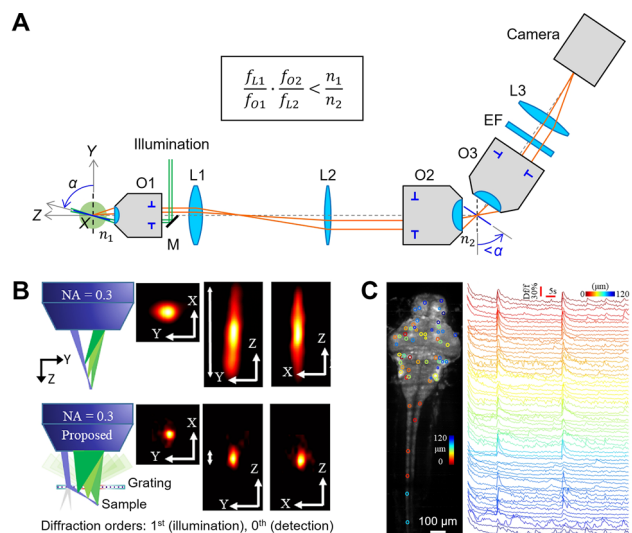 A
Camera
f_L1/f_O1 · f_O2/f_L2 < n_1/n_2
L3
EF
Illumination
Y
O1
L1
L2
O2
O3
α
Z
X
n_1
M
n_2
<α
B
NA = 0.3
X
Y
Z
Y
Z
X
Y
Z
NA = 0.3
Proposed
X
Y
Z
Y
Z
X
Grating
Sample
Diffraction orders: 1st (illumination), 0th (detection)
C
Df/f
30%
5s
(μm)
0
120
120
μm
0
100 μm